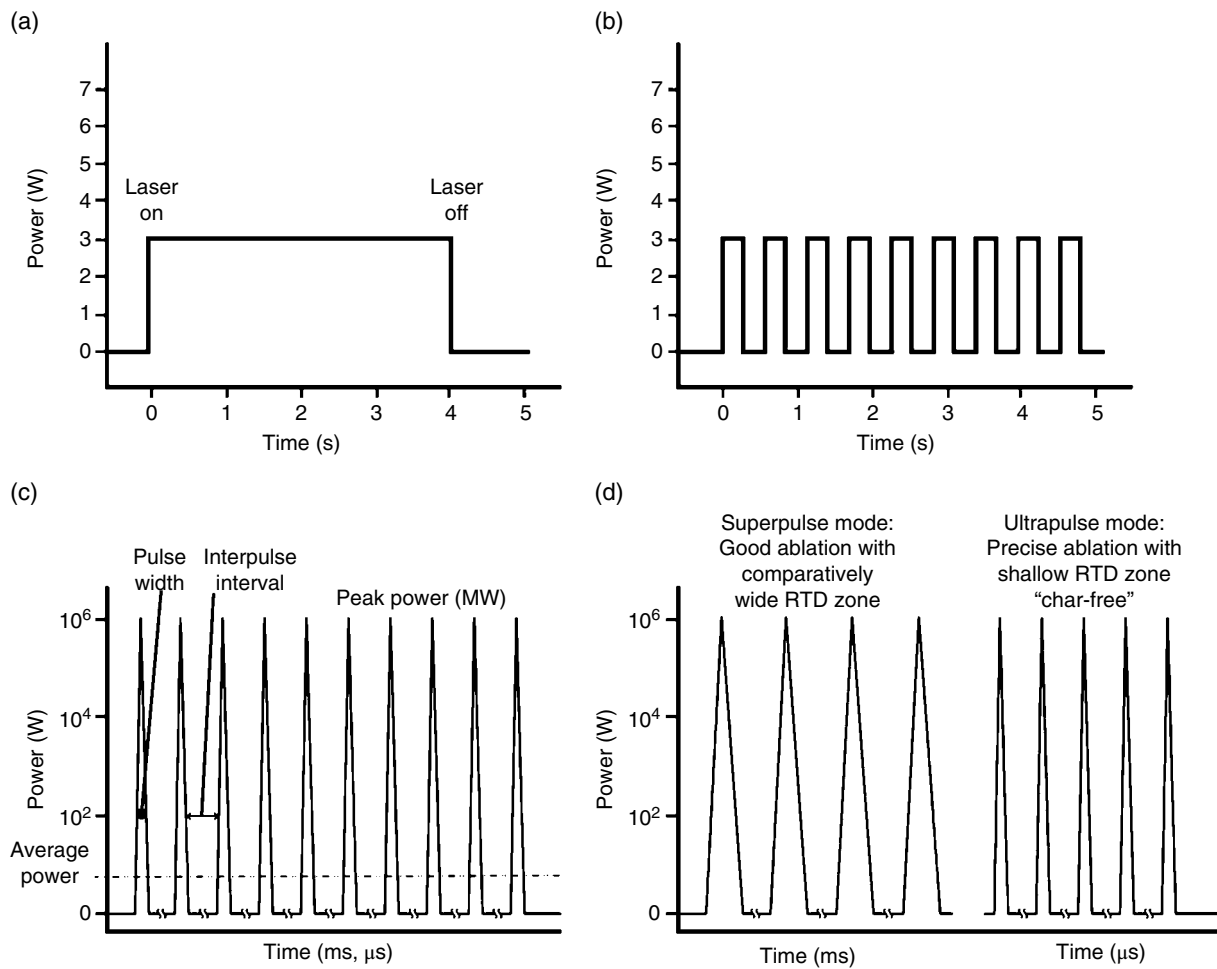 (a)
Power (W)
7
6
5
4
3
2
1
0
Laser
on
Laser
off
0 1 2 3 4 5
Time (s)
(b)
Power (W)
7
6
5
4
3
2
1
0
0 1 2 3 4 5
Time (s)
(c)
Pulse
width
Interpulse
interval
Peak power (MW)
Power (W)
10⁶
10⁴
10²
Average
power
0
Time (ms, μs)
(d)
Superpulse mode:
Good ablation with
comparatively
wide RTD zone
Ultrapulse mode:
Precise ablation with
shallow RTD zone
“char-free”
Power (W)
10⁶
10⁴
10²
0
Time (ms)
Time (μs)